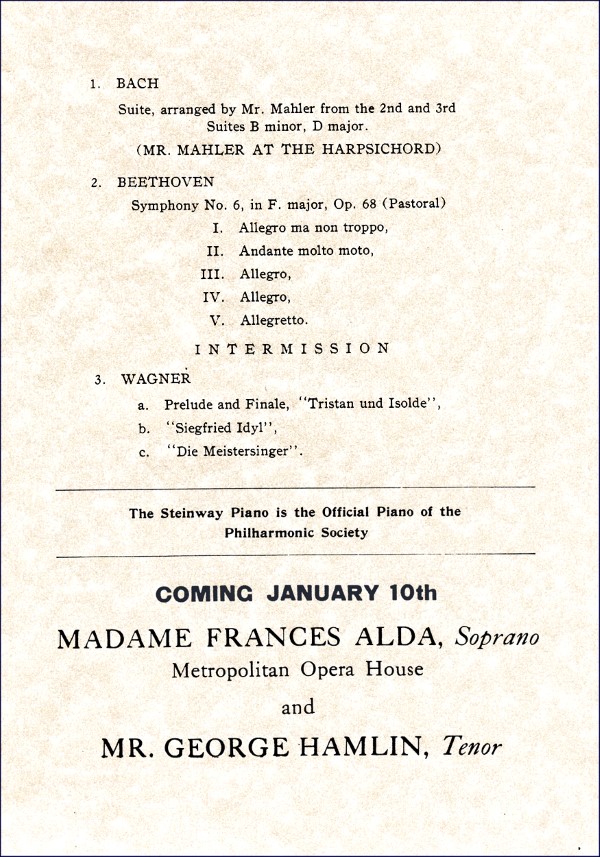 1. BACH
Suite, arranged by Mr. Mahler from the 2nd and 3rd
Suites B minor, D major.
(MR. MAHLER AT THE HARPSICHORD)
2. BEETHOVEN
Symphony No. 6, in F. major, Op. 68 (Pastoral)
I. Allegro ma non troppo,
II. Andante molto moto,
III. Allegro,
IV. Allegro,
V. Allegretto.
INTERMISSION
3. WAGNER
a. Prelude and Finale, "Tristan und Isolde",
b. "Siegfried Idyl",
c. "Die Meistersinger".
The Steinway Piano is the Official Piano of the
Philharmonic Society
COMING JANUARY 10th
MADAME FRANCES ALDA, Soprano
Metropolitan Opera House
and
MR. GEORGE HAMLIN, Tenor